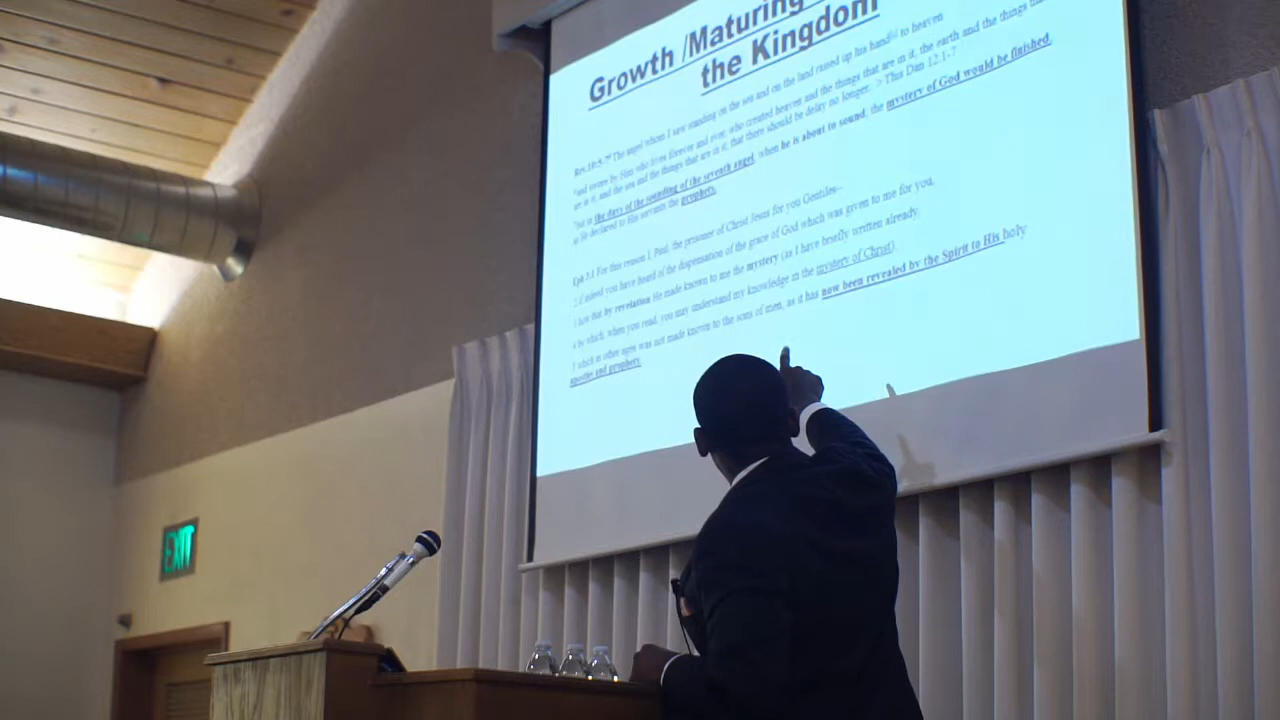 Growth /Maturing
the Kingdom
Rev. 10:5-7 The angel whom I saw standing on the sea and on the land raised up his hand to heaven
and swore by Him who lives forever and ever, who created heaven and the things that are in it, the earth and the things that
are in it, and the sea and the things that are in it, that there should be delay no longer. > This Dan 12:1-7
but in the days of the sounding of the seventh angel, when he is about to sound, the mystery of God would be finished,
as He declared to His servants the prophets.
Eph 3:1 For this reason I, Paul, the prisoner of Christ Jesus for you Gentiles--
2 if indeed you have heard of the dispensation of the grace of God which was given to me for you,
3 how that by revelation He made known to me the mystery (as I have briefly written already,
4 by which, when you read, you may understand my knowledge in the mystery of Christ),
5 which in other ages was not made known to the sons of men, as it has now been revealed by the Spirit to His holy
apostles and prophets:
EXIT